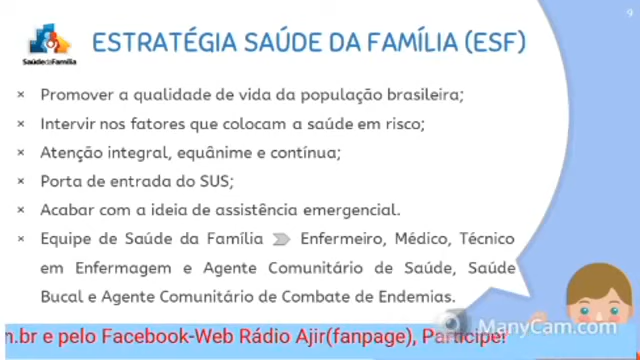 9
SaúdedaFamília
ESTRATÉGIA SAÚDE DA FAMÍLIA (ESF)
× Promover a qualidade de vida da população brasileira;
× Intervir nos fatores que colocam a saúde em risco;
× Atenção integral, equânime e contínua;
× Porta de entrada do SUS;
× Acabar com a ideia de assistência emergencial.
× Equipe de Saúde da Família Enfermeiro, Médico, Técnico
em Enfermagem e Agente Comunitário de Saúde, Saúde
Bucal e Agente Comunitário de Combate de Endemias.
ManyCam.com
n.br e pelo Facebook-Web Rádio Ajir(fanpage), Participe!